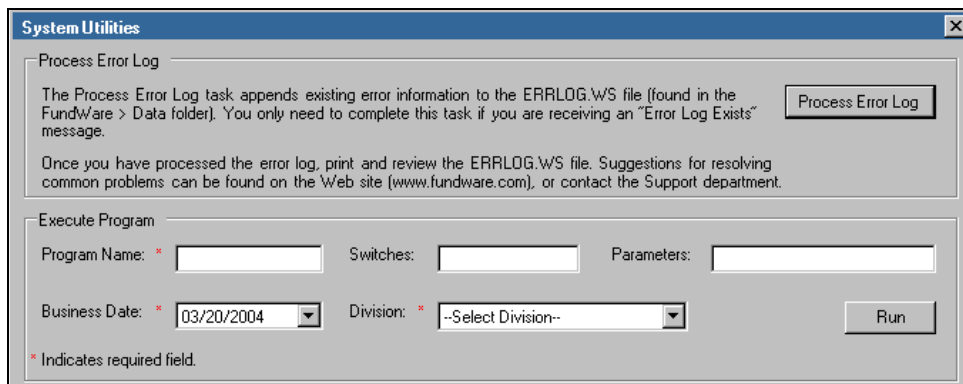 System Utilities
Process Error Log
The Process Error Log task appends existing error information to the ERRLOG.WS file (found in the
FundWare > Data folder). You only need to complete this task if you are receiving an "Error Log Exists"
message.
Process Error Log
Once you have processed the error log, print and review the ERRLOG.WS file. Suggestions for resolving
common problems can be found on the Web site (www.fundware.com), or contact the Support department.
Execute Program
Program Name: * Switches: Parameters:
Business Date: * 03/20/2004 Division: * --Select Division-- Run
* Indicates required field.